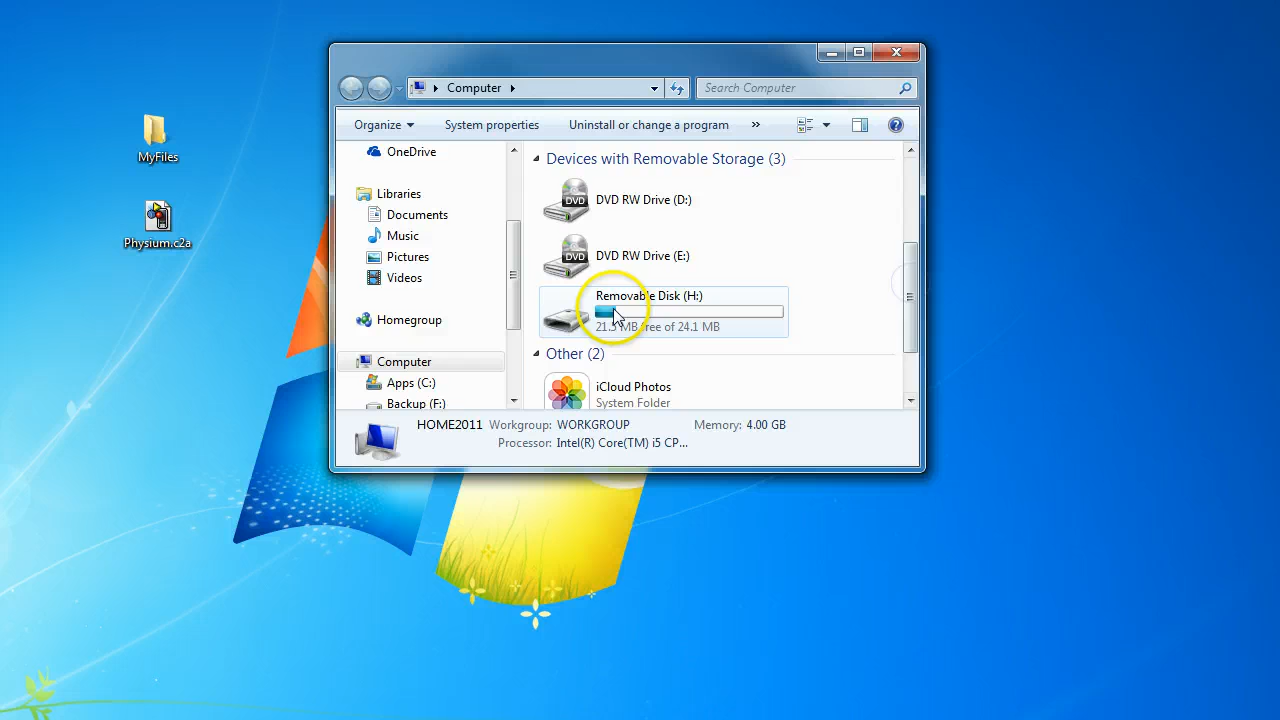 MyFiles
Physium.c2a
Computer
Search Computer
Organize
System properties
Uninstall or change a program
»
OneDrive
Libraries
Documents
Music
Pictures
Videos
Homegroup
Computer
Apps (C:)
Backup (F:)
Devices with Removable Storage (3)
DVD
DVD RW Drive (D:)
DVD
DVD RW Drive (E:)
Removable Disk (H:)
MB free of 24.1 MB
Other (2)
iCloud Photos
System Folder
HOME2011 Workgroup: WORKGROUP Memory: 4.00 GB
Processor: Intel(R) Core(TM) i5 CP...